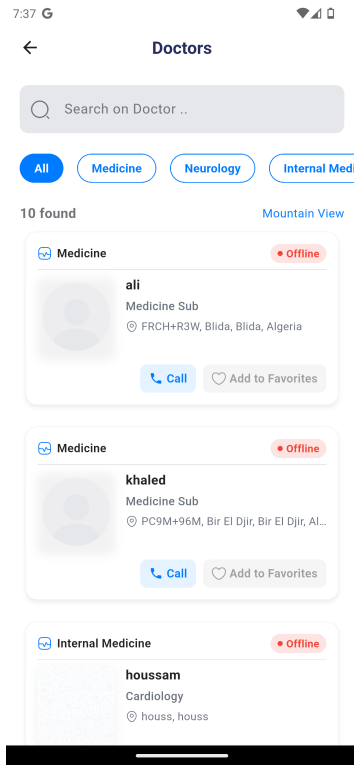 7:37 G
Doctors
Search on Doctor ..
All Medicine Neurology Internal Medi
10 found Mountain View
Medicine Offline
ali
Medicine Sub
FRCH+R3W, Blida, Blida, Algeria
Call Add to Favorites
Medicine Offline
khaled
Medicine Sub
PC9M+96M, Bir El Djir, Bir El Djir, Al...
Call Add to Favorites
Internal Medicine Offline
houssam
Cardiology
houss, houss